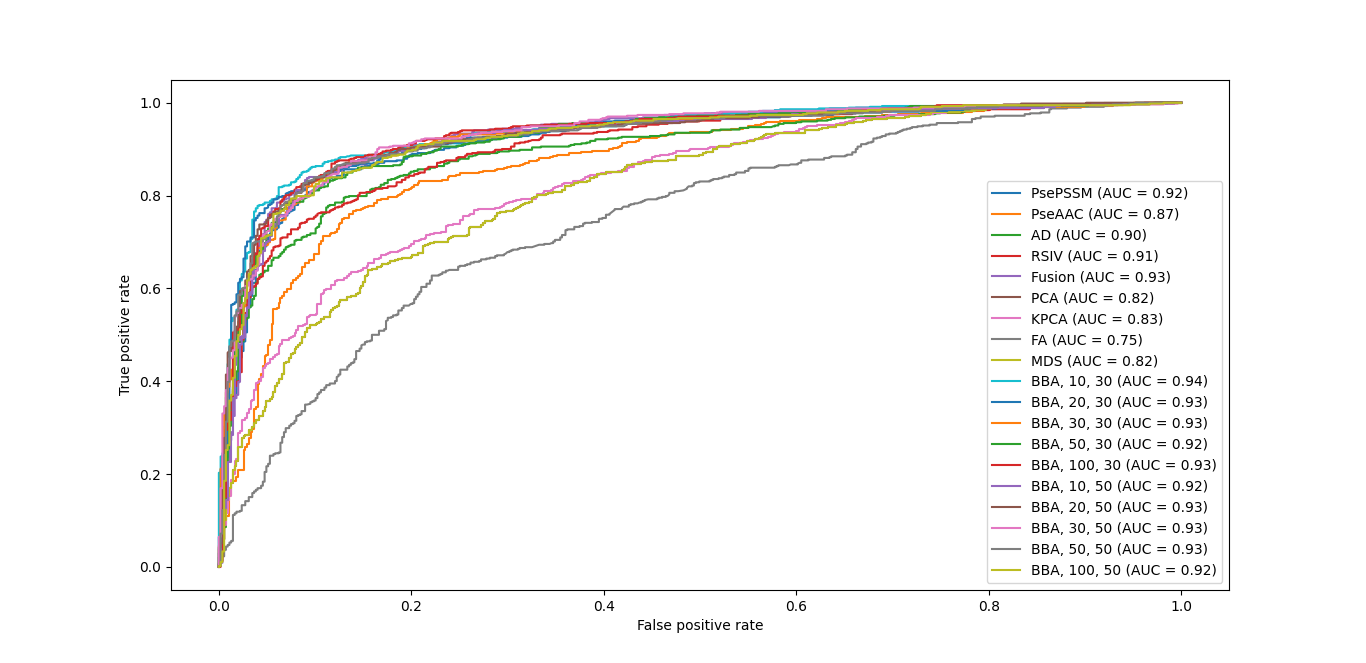 1.0
0.8
0.6
0.4
0.2
0.0
True positive rate
0.0
0.2
0.4
0.6
0.8
1.0
False positive rate
PsePSSM (AUC = 0.92)
PseAAC (AUC = 0.87)
AD (AUC = 0.90)
RSIV (AUC = 0.91)
Fusion (AUC = 0.93)
PCA (AUC = 0.82)
KPCA (AUC = 0.83)
FA (AUC = 0.75)
MDS (AUC = 0.82)
BBA, 10, 30 (AUC = 0.94)
BBA, 20, 30 (AUC = 0.93)
BBA, 30, 30 (AUC = 0.93)
BBA, 50, 30 (AUC = 0.92)
BBA, 100, 30 (AUC = 0.93)
BBA, 10, 50 (AUC = 0.92)
BBA, 20, 50 (AUC = 0.93)
BBA, 30, 50 (AUC = 0.93)
BBA, 50, 50 (AUC = 0.93)
BBA, 100, 50 (AUC = 0.92)